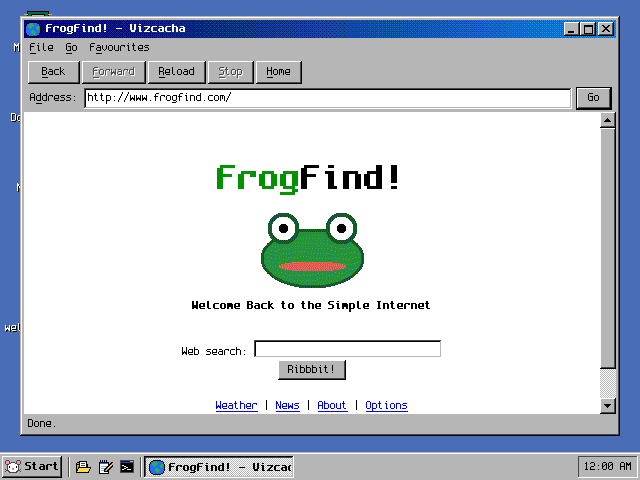 FrogFind! - Vizcacha
File Go Favourites
Back Forward Reload Stop Home
Address: http://www.frogfind.com/ Go
FrogFind!
Welcome Back to the Simple Internet
Web search:
Ribbbit!
Weather | News | About | Options
Done.
Start FrogFind! - Vizcac 12:00 AM